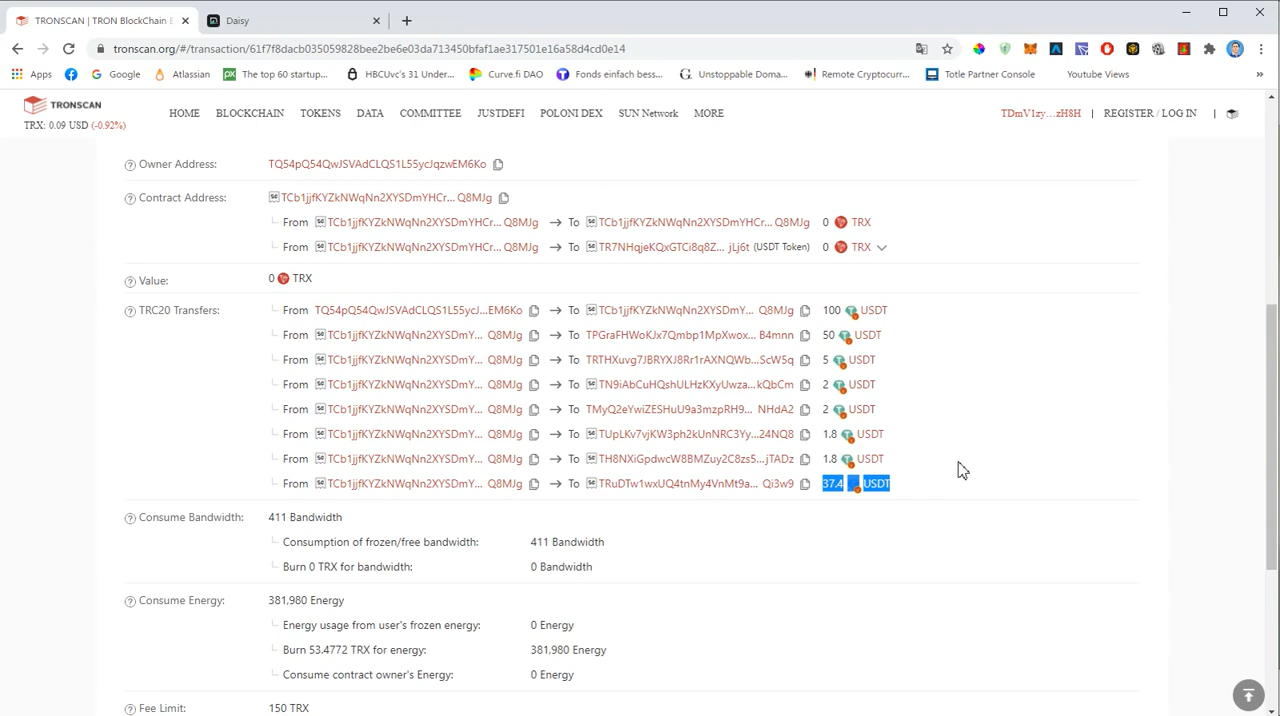 TRONSCAN | TRON BlockChain E
Daisy
tronscan.org/#/transaction/61f7f8dacb035059828bee2be6e03da713450bfaf1ae317501e16a58d4cd0e14
Apps Google Atlassian The top 60 startup... HBCUvc's 31 Under... Curve.fi DAO Fonds einfach bess... Unstoppable Doma... Remote Cryptocurr... Totle Partner Console Youtube Views »
TRONSCAN HOME BLOCKCHAIN TOKENS DATA COMMITTEE JUSTDEFI POLONI DEX SUN Network MORE TDmV1zy...zH8H REGISTER / LOG IN
TRX: 0.09 USD (-0.92%)
Owner Address: TQ54pQ54QwJSVAdCLQS1L55ycJqzwEM6Ko
Contract Address: TCb1jjfKYZkNWqNn2XYSDmYHCr... Q8MJg
From TCb1jjfKYZkNWqNn2XYSDmYHCr... Q8MJg → To TCb1jjfKYZkNWqNn2XYSDmYHCr... Q8MJg 0 TRX
From TCb1jjfKYZkNWqNn2XYSDmYHCr... Q8MJg → To TR7NHqjeKQxGTCi8q8Z... jLj6t (USDT Token) 0 TRX
Value: 0 TRX
TRC20 Transfers: From TQ54pQ54QwJSVAdCLQS1L55ycJ...EM6Ko → To TCb1jjfKYZkNWqNn2XYSDmY... Q8MJg 100 USDT
From TCb1jjfKYZkNWqNn2XYSDmY... Q8MJg → To TPGraFHWoKJx7Qmbp1MpXwox... B4mnn 50 USDT
From TCb1jjfKYZkNWqNn2XYSDmY... Q8MJg → To TRTHXuvg7JBRYXJ8Rr1rAXNQWb... ScW5q 5 USDT
From TCb1jjfKYZkNWqNn2XYSDmY... Q8MJg → To TN9iAbCuHQshULHzKXyUwza... kQbCm 2 USDT
From TCb1jjfKYZkNWqNn2XYSDmY... Q8MJg → To TMyQ2eYwiZESHuU9a3mzpRH9... NHdA2 2 USDT
From TCb1jjfKYZkNWqNn2XYSDmY... Q8MJg → To TUpLKv7vjKW3ph2kUnNRC3Yy... 24NQ8 1.8 USDT
From TCb1jjfKYZkNWqNn2XYSDmY... Q8MJg → To TH8NXiGpdwcW8BMZuy2C8zs5... jTADz 1.8 USDT
From TCb1jjfKYZkNWqNn2XYSDmY... Q8MJg → To TRuDTw1wxUQ4tnMy4VnMt9a... Qi3w9 37.4 USDT
Consume Bandwidth: 411 Bandwidth
Consumption of frozen/free bandwidth: 411 Bandwidth
Burn 0 TRX for bandwidth: 0 Bandwidth
Consume Energy: 381,980 Energy
Energy usage from user's frozen energy: 0 Energy
Burn 53.4772 TRX for energy: 381,980 Energy
Consume contract owner's Energy: 0 Energy
Fee Limit: 150 TRX